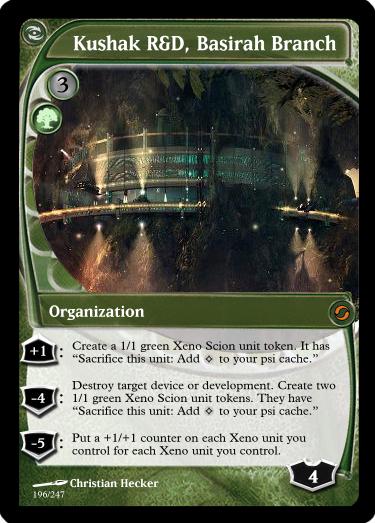 Kushak R&D, Basirah Branch
3
Organization
+1: Create a 1/1 green Xeno Scion unit token. It has
“Sacrifice this unit: Add ◇ to your psi cache.”
-4: Destroy target device or development. Create two
1/1 green Xeno Scion unit tokens. They have
“Sacrifice this unit: Add ◇ to your psi cache.”
-5: Put a +1/+1 counter on each Xeno unit you
control for each Xeno unit you control.
4
Christian Hecker
196/247